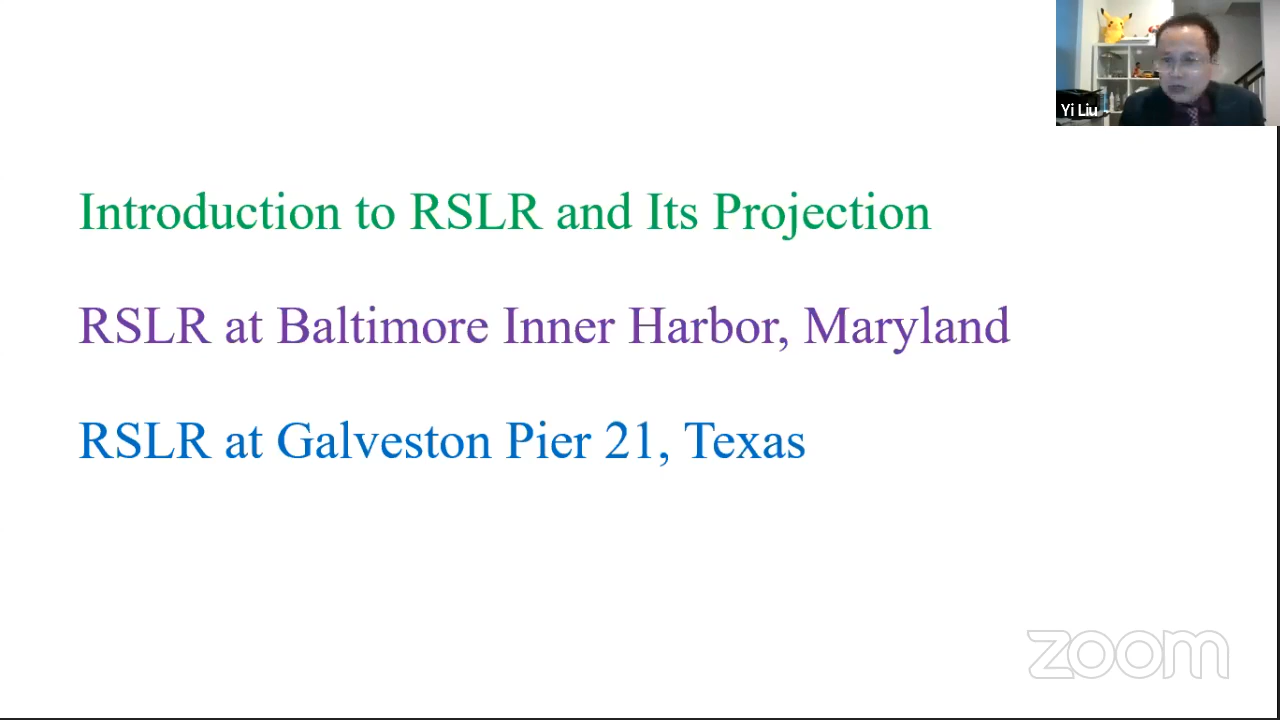 Yi Liu
Introduction to RSLR and Its Projection
RSLR at Baltimore Inner Harbor, Maryland
RSLR at Galveston Pier 21, Texas
zoom